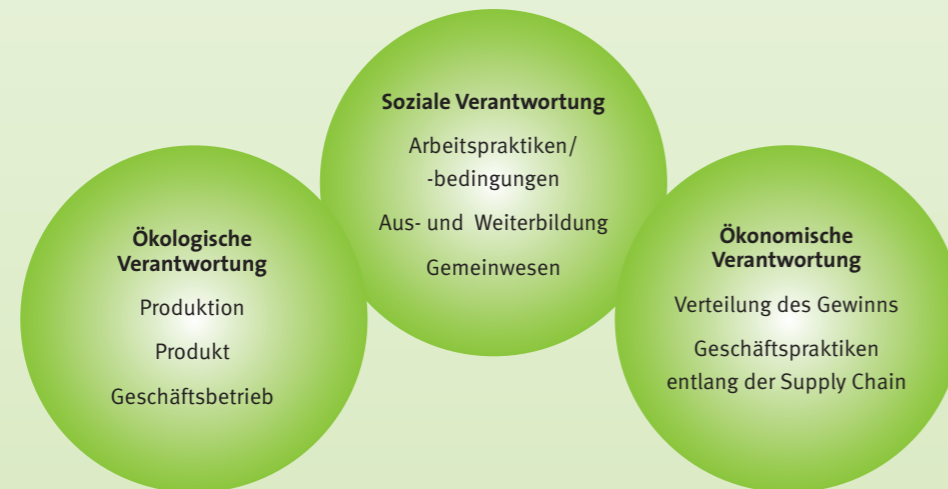 Ökologische
Verantwortung
Produktion
Produkt
Geschäftsbetrieb
Soziale Verantwortung
Arbeitspraktiken/
-bedingungen
Aus- und Weiterbildung
Gemeinwesen
Ökonomische
Verantwortung
Verteilung des Gewinns
Geschäftspraktiken
entlang der Supply Chain